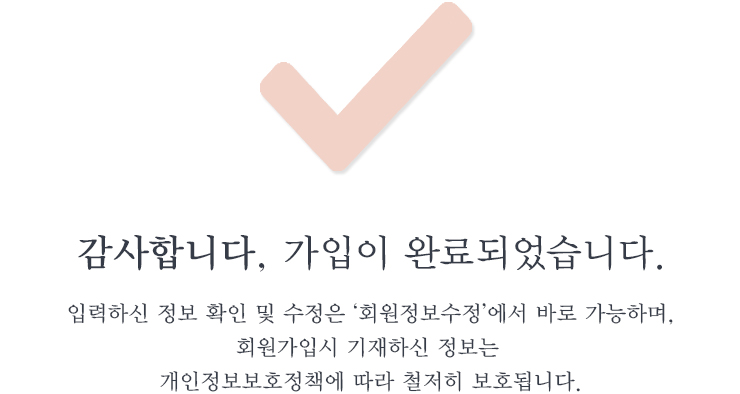 감사합니다, 가입이 완료되었습니다.
입력하신 정보 확인 및 수정은 ‘회원정보수정’에서 바로 가능하며,
회원가입시 기재하신 정보는
개인정보보호정책에 따라 철저히 보호됩니다.